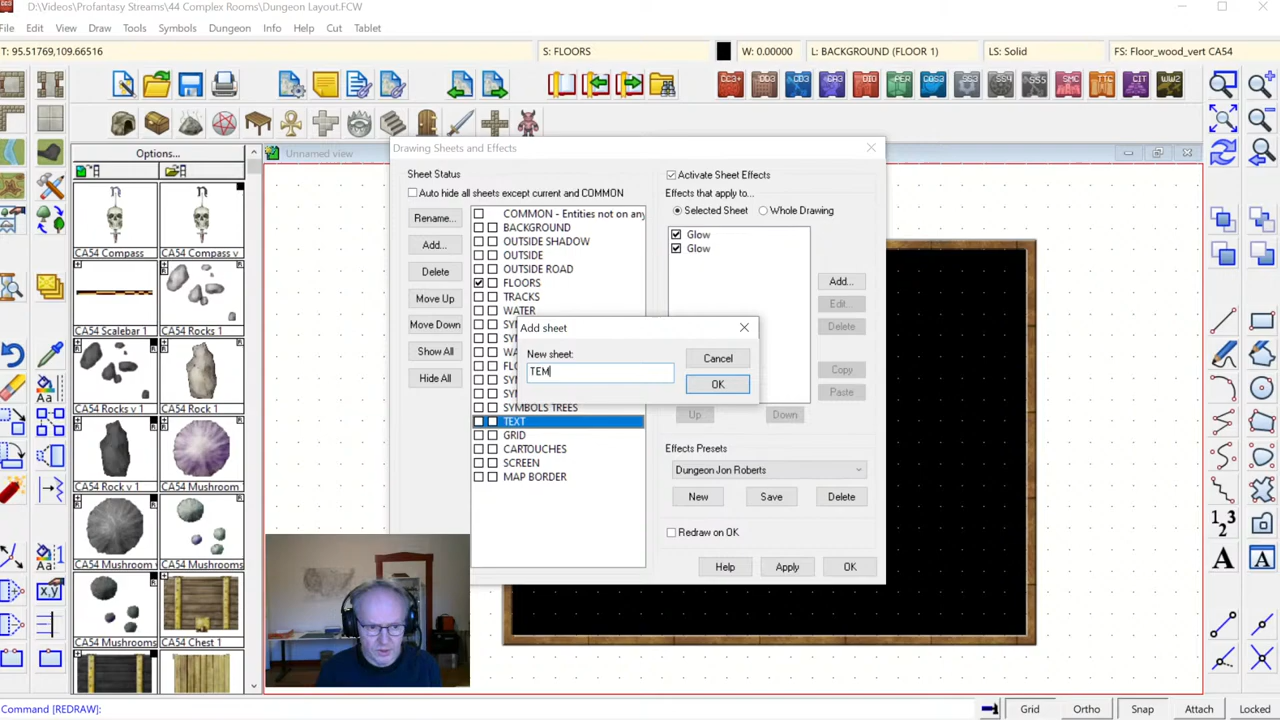 D:\Videos\Profantasy Streams\44 Complex Rooms\Dungeon Layout.FCW
File Edit View Draw Tools Symbols Dungeon Info Help Cut Tablet
T: 95.51769,109.66516 S: FLOORS W: 0.00000 L: BACKGROUND (FLOOR 1) LS: Solid FS: Floor_wood_vert CA54
Options...
Unnamed view
CA54 Compass CA54 Compass v
CA54 Scalebar 1 CA54 Rocks 1
CA54 Rock v CA54 Rock 1
CA54 Rock v 1 CA54 Mushroom
CA54 Mushrooms CA54 Mushroom
CA54 Mushrooms CA54 Chest 1
Drawing Sheets and Effects
Sheet Status
Auto hide all sheets except current and COMMON
Rename...
Add...
Delete
Move Up
Move Down
Show All
Hide All
COMMON - Entities not on any
BACKGROUND
OUTSIDE SHADOW
OUTSIDE
OUTSIDE ROAD
FLOORS
TRACKS
WATER
SYMBOLS TREES
TEXT
GRID
CARTOUCHES
SCREEN
MAP BORDER
Activate Sheet Effects
Effects that apply to...
Selected Sheet Whole Drawing
Glow
Glow
Add...
Edit...
Delete
Copy
Paste
Up Down
Effects Presets
Dungeon Jon Roberts
New Save Delete
Redraw on OK
Help Apply OK
Add sheet
New sheet:
TEM
Cancel
OK
Command [REDRAW]:
Grid Ortho Snap Attach Locked